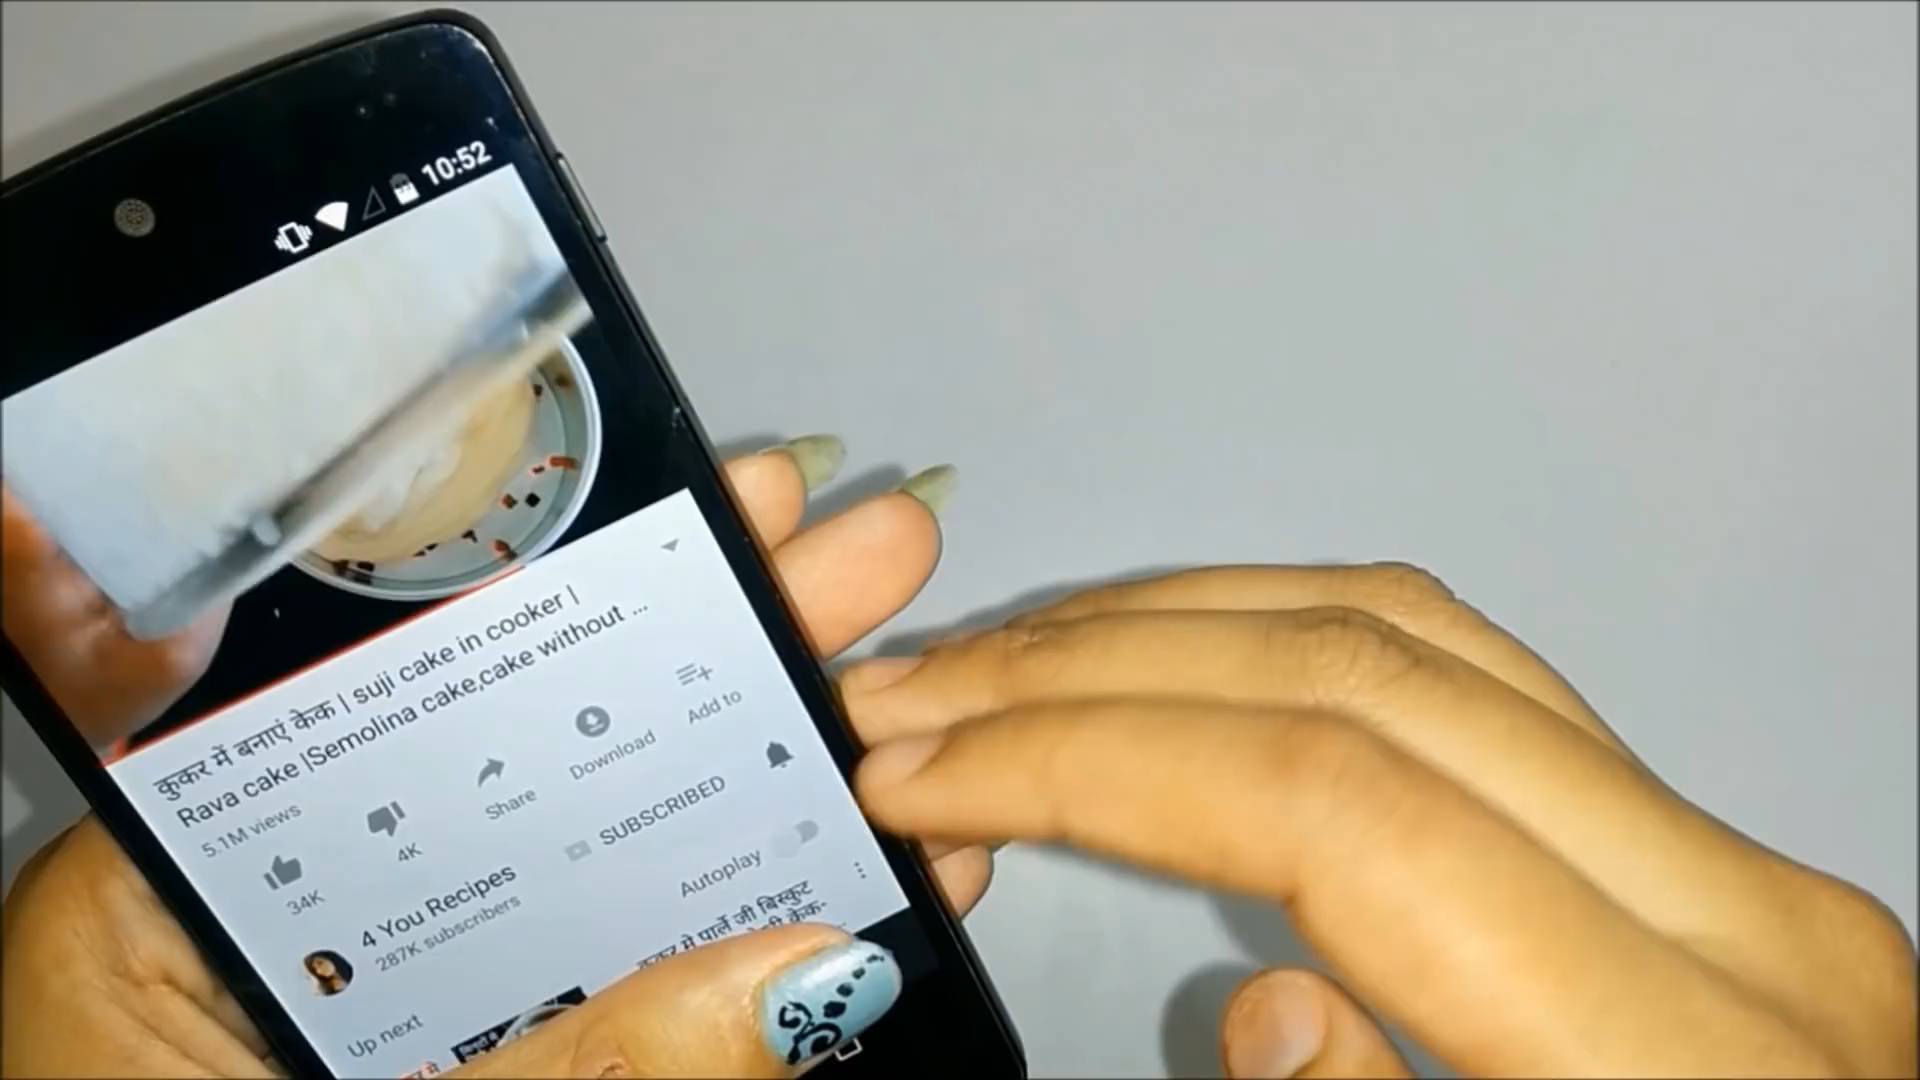 10:52
कुकर में बनाएं केक | suji cake in cooker |
Rava cake |Semolina cake,cake without ...
5.1M views
34K
4K
Share
Download
Add to
4 You Recipes
287K subscribers
SUBSCRIBED
Autoplay
Up next
कुकर मे पार्ले जी बिस्कुट